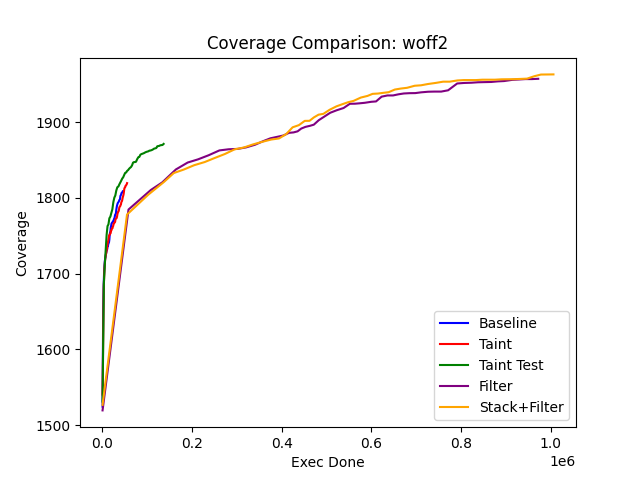 Coverage Comparison: woff2
Coverage
1900
1800
1700
1600
1500
0.0 0.2 0.4 0.6 0.8 1.0
1e6
Exec Done
Baseline
Taint
Taint Test
Filter
Stack+Filter